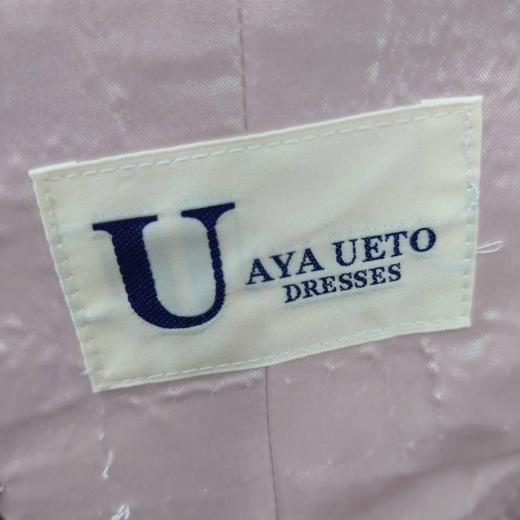 U
AYA UETO
DRESSES